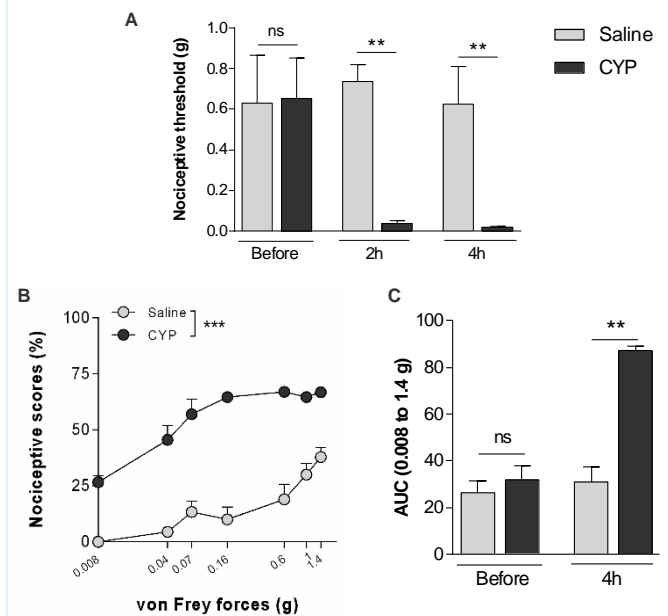 A
Nociceptive threshold (g)
1.0
0.8
0.6
0.4
0.2
0.0
ns
**
**
Before
2h
4h
Saline
CYP
B
Nociceptive scores (%)
100
75
50
25
0
Saline
CYP
***
0.008
0.04
0.07
0.16
0.6
1
1.4
von Frey forces (g)
C
AUC (0.008 to 1.4 g)
100
80
60
40
20
0
ns
**
Before
4h